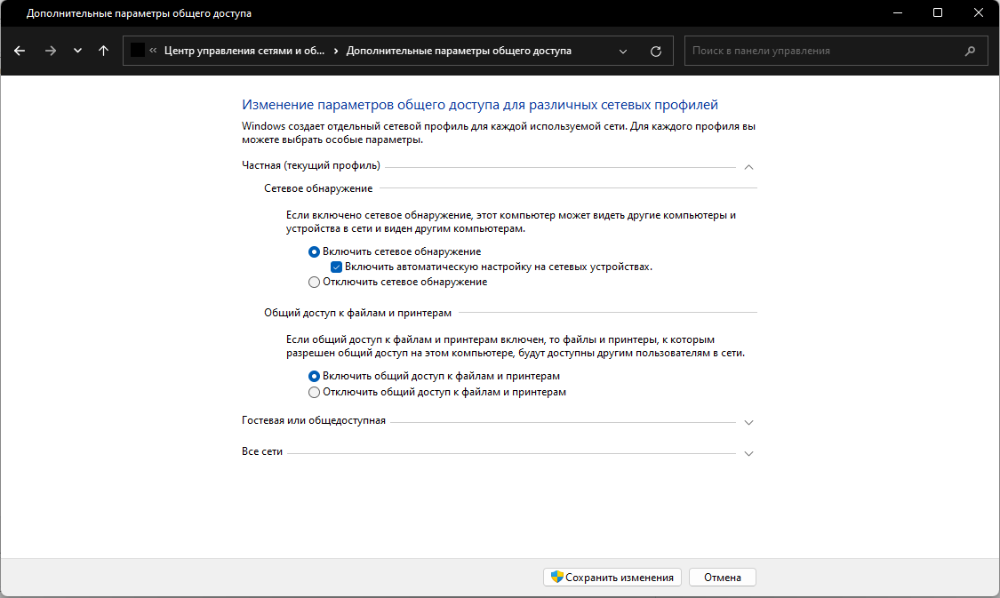 Дополнительные параметры общего доступа
« Центр управления сетями и об... › Дополнительные параметры общего доступа
Поиск в панели управления
Изменение параметров общего доступа для различных сетевых профилей
Windows создает отдельный сетевой профиль для каждой используемой сети. Для каждого профиля вы
можете выбрать особые параметры.
Частная (текущий профиль)
Сетевое обнаружение
Если включено сетевое обнаружение, этот компьютер может видеть другие компьютеры и
устройства в сети и виден другим компьютерам.
Включить сетевое обнаружение
Включить автоматическую настройку на сетевых устройствах.
Отключить сетевое обнаружение
Общий доступ к файлам и принтерам
Если общий доступ к файлам и принтерам включен, то файлы и принтеры, к которым
разрешен общий доступ на этом компьютере, будут доступны другим пользователям в сети.
Включить общий доступ к файлам и принтерам
Отключить общий доступ к файлам и принтерам
Гостевая или общедоступная
Все сети
Сохранить изменения
Отмена